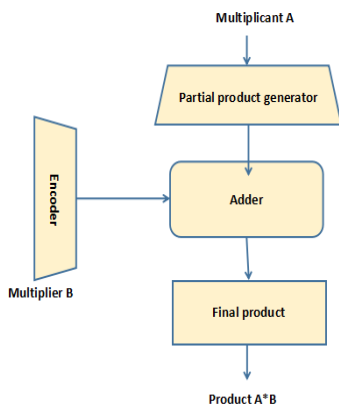 Multiplicant A
Partial product generator
Encoder
Adder
Multiplier B
Final product
Product A*B